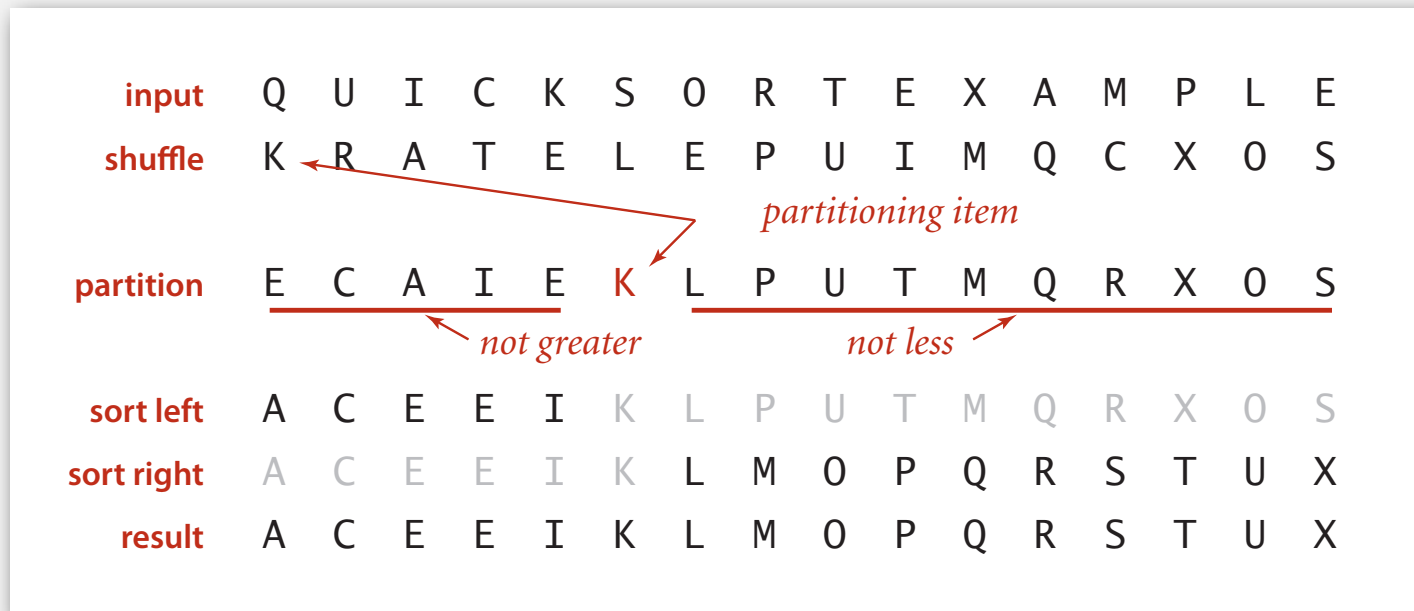 input Q U I C K S O R T E X A M P L E
shuffle K R A T E L E P U I M Q C X O S
partitioning item
partition E C A I E K L P U T M Q R X O S
not greater not less
sort left A C E E I K L P U T M Q R X O S
sort right A C E E I K L M O P Q R S T U X
result A C E E I K L M O P Q R S T U X